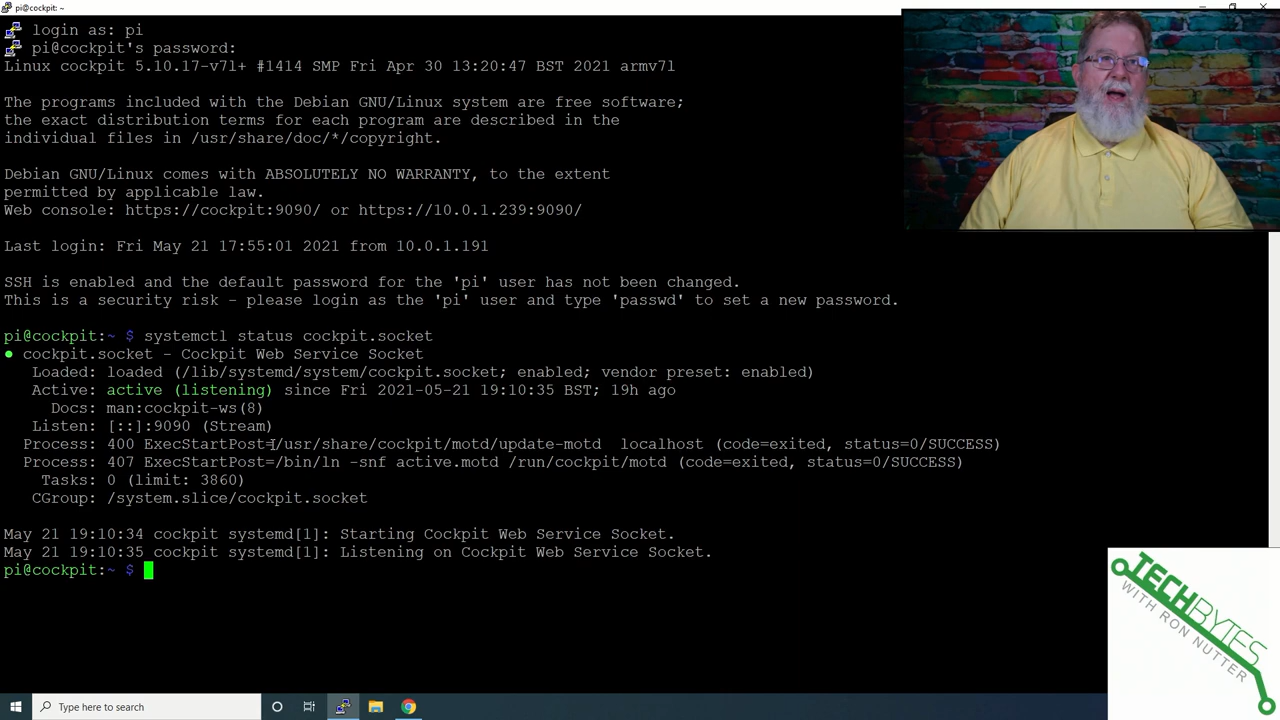 pi@cockpit: ~
login as: pi
pi@cockpit's password:
Linux cockpit 5.10.17-v7l+ #1414 SMP Fri Apr 30 13:20:47 BST 2021 armv7l
The programs included with the Debian GNU/Linux system are free software;
the exact distribution terms for each program are described in the
individual files in /usr/share/doc/*/copyright.
Debian GNU/Linux comes with ABSOLUTELY NO WARRANTY, to the extent
permitted by applicable law.
Web console: https://cockpit:9090/ or https://10.0.1.239:9090/
Last login: Fri May 21 17:55:01 2021 from 10.0.1.191
SSH is enabled and the default password for the 'pi' user has not been changed.
This is a security risk - please login as the 'pi' user and type 'passwd' to set a new password.
pi@cockpit:~ $ systemctl status cockpit.socket
● cockpit.socket - Cockpit Web Service Socket
Loaded: loaded (/lib/systemd/system/cockpit.socket; enabled; vendor preset: enabled)
Active: active (listening) since Fri 2021-05-21 19:10:35 BST; 19h ago
Docs: man:cockpit-ws(8)
Listen: [::]:9090 (Stream)
Process: 400 ExecStartPost=/usr/share/cockpit/motd/update-motd  localhost (code=exited, status=0/SUCCESS)
Process: 407 ExecStartPost=/bin/ln -snf active.motd /run/cockpit/motd (code=exited, status=0/SUCCESS)
Tasks: 0 (limit: 3860)
CGroup: /system.slice/cockpit.socket
May 21 19:10:34 cockpit systemd[1]: Starting Cockpit Web Service Socket.
May 21 19:10:35 cockpit systemd[1]: Listening on Cockpit Web Service Socket.
pi@cockpit:~ $
TECHBYTES
WITH RON NUTTER
Type here to search